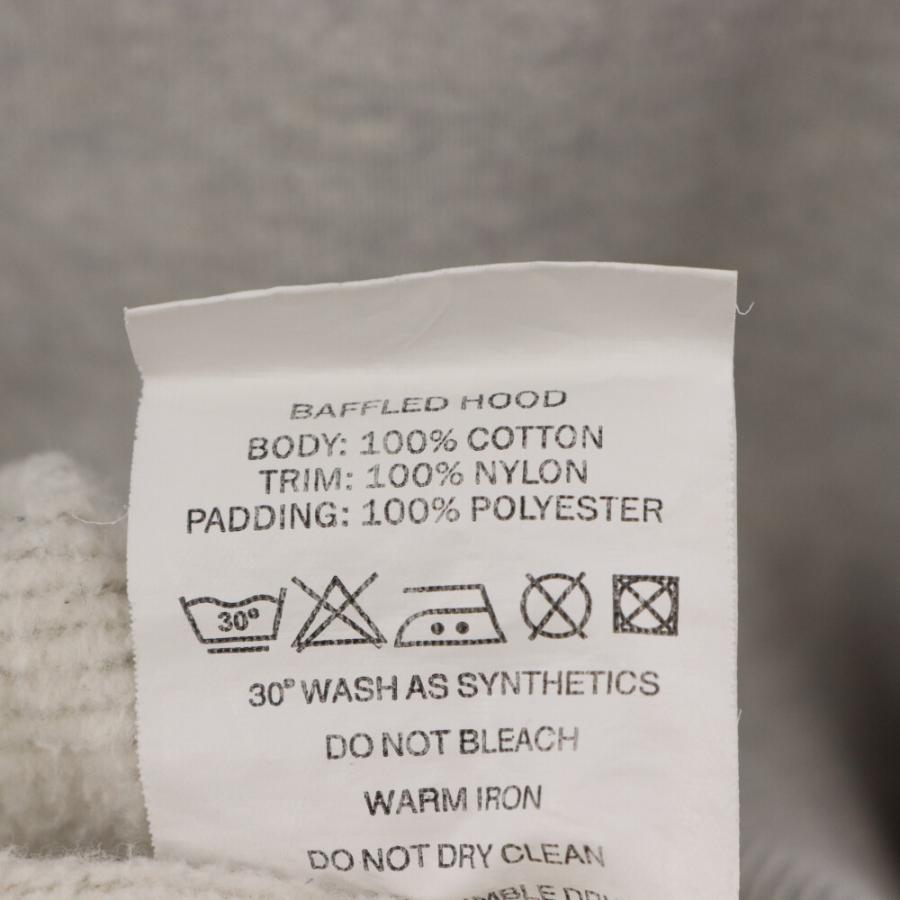 BAFFLED HOOD
BODY: 100% COTTON
TRIM: 100% NYLON
PADDING: 100% POLYESTER
30°
30° WASH AS SYNTHETICS
DO NOT BLEACH
WARM IRON
DO NOT DRY CLEAN